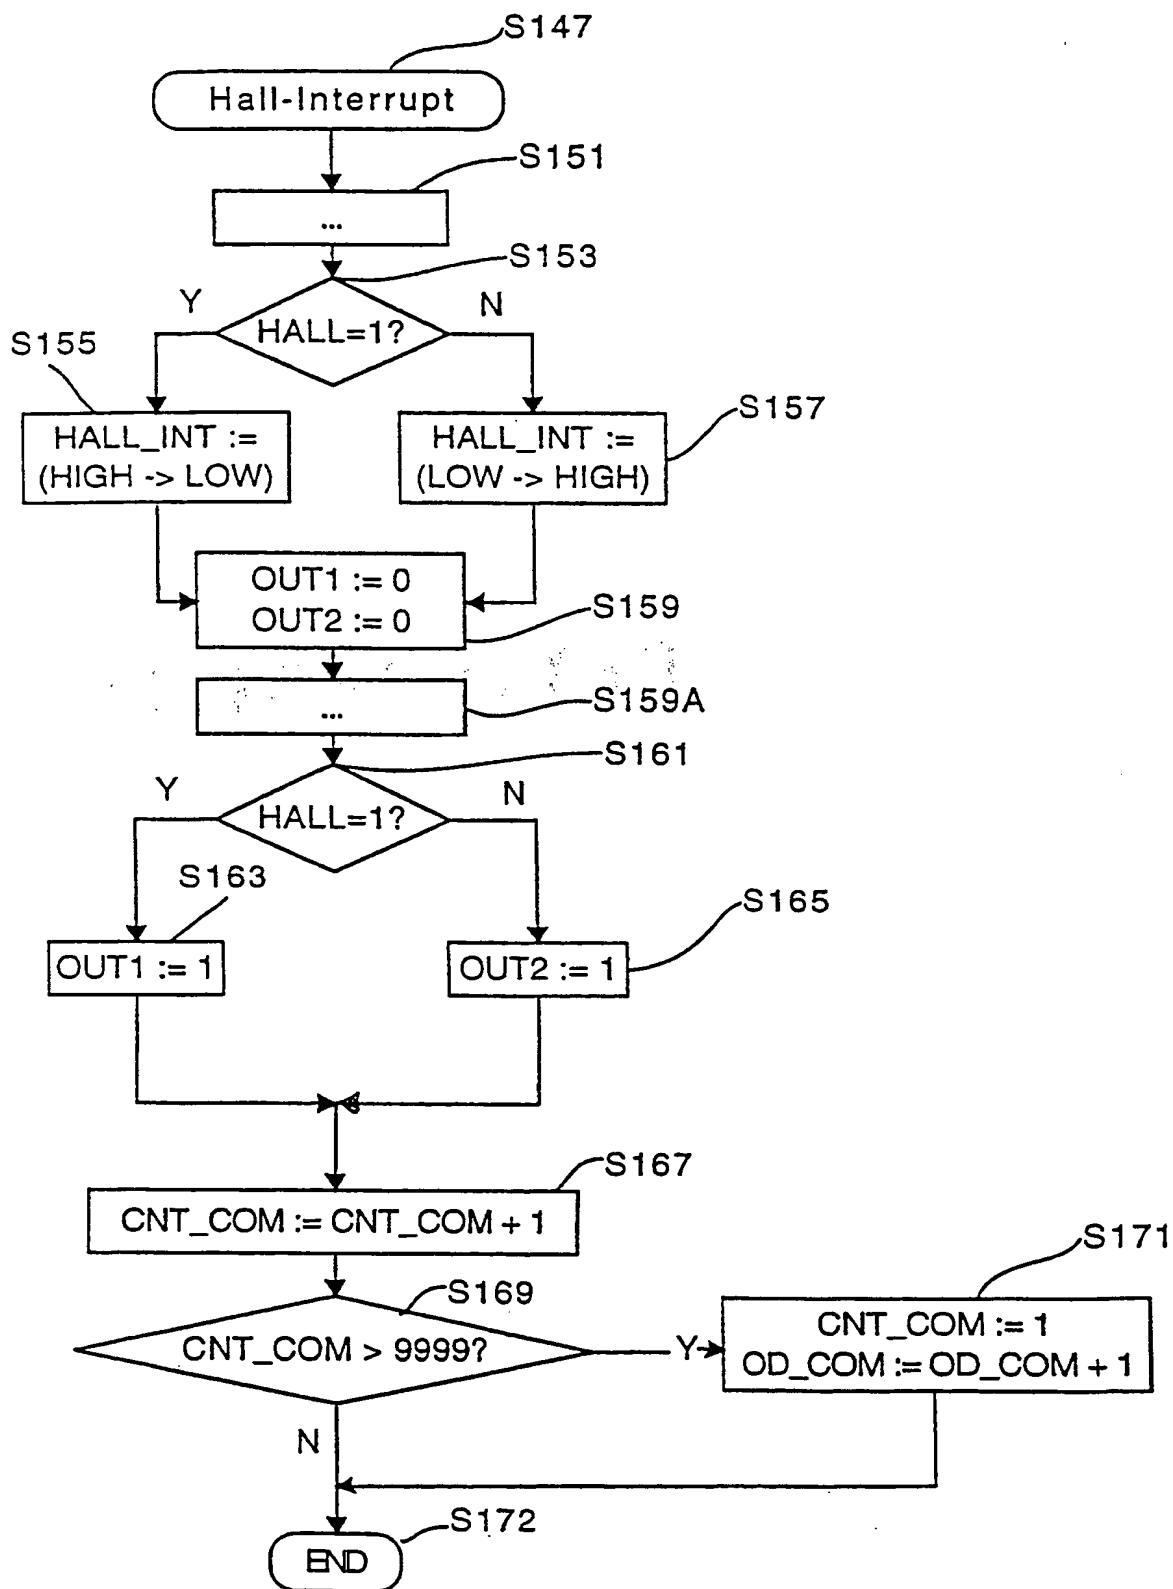 S147
Hall-Interrupt
S151
...
S153
Y
N
HALL=1?
S155
S157
HALL_INT :=
(HIGH -> LOW)
HALL_INT :=
(LOW -> HIGH)
OUT1 := 0
OUT2 := 0
S159
...
S159A
S161
Y
N
HALL=1?
S163
S165
OUT1 := 1
OUT2 := 1
S167
CNT_COM := CNT_COM + 1
S169
S171
CNT_COM > 9999?
Y
CNT_COM := 1
OD_COM := OD_COM + 1
N
S172
END